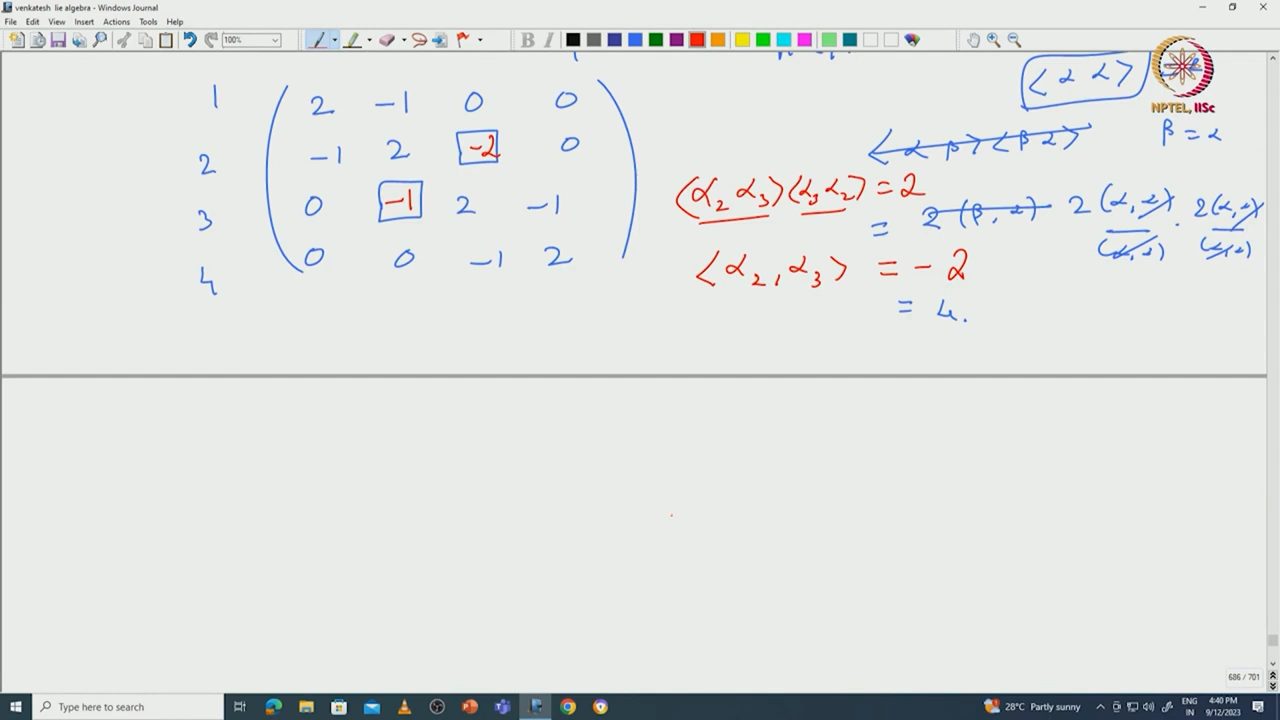 venkatesh lie algebra - Windows Journal
File Edit View Insert Actions Tools Help
100%
B I
⟨α α⟩
NPTEL, IISc
1 2 -1 0 0
2 -1 2 -2 0
3 0 -1 2 -1
4 0 0 -1 2
⟨α β⟩⟨β α⟩ β = α
⟨α₂ α₃⟩⟨α₃ α₂⟩ = 2
= 2(β, α) 2(α, α)/(α, α) · 2(α, α)/(α, α)
⟨α₂, α₃⟩ = -2
= 4.
686 / 701
Type here to search
28°C Partly sunny
ENG
IN
4:40 PM
9/12/2023